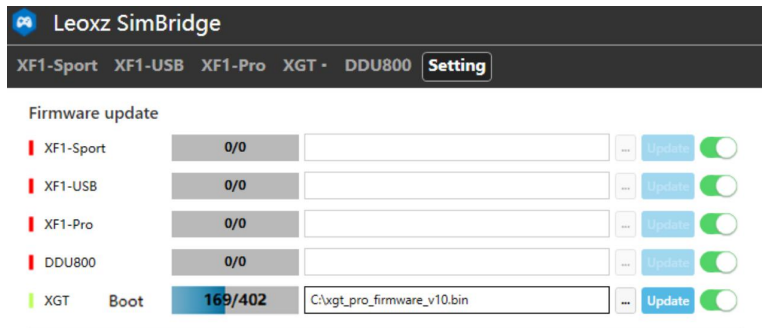 Leoxz SimBridge
XF1-Sport XF1-USB XF1-Pro XGT · DDU800 Setting
Firmware update
XF1-Sport 0/0 ... Update
XF1-USB 0/0 ... Update
XF1-Pro 0/0 ... Update
DDU800 0/0 ... Update
XGT Boot 169/402 C:\xgt_pro_firmware_v10.bin ... Update